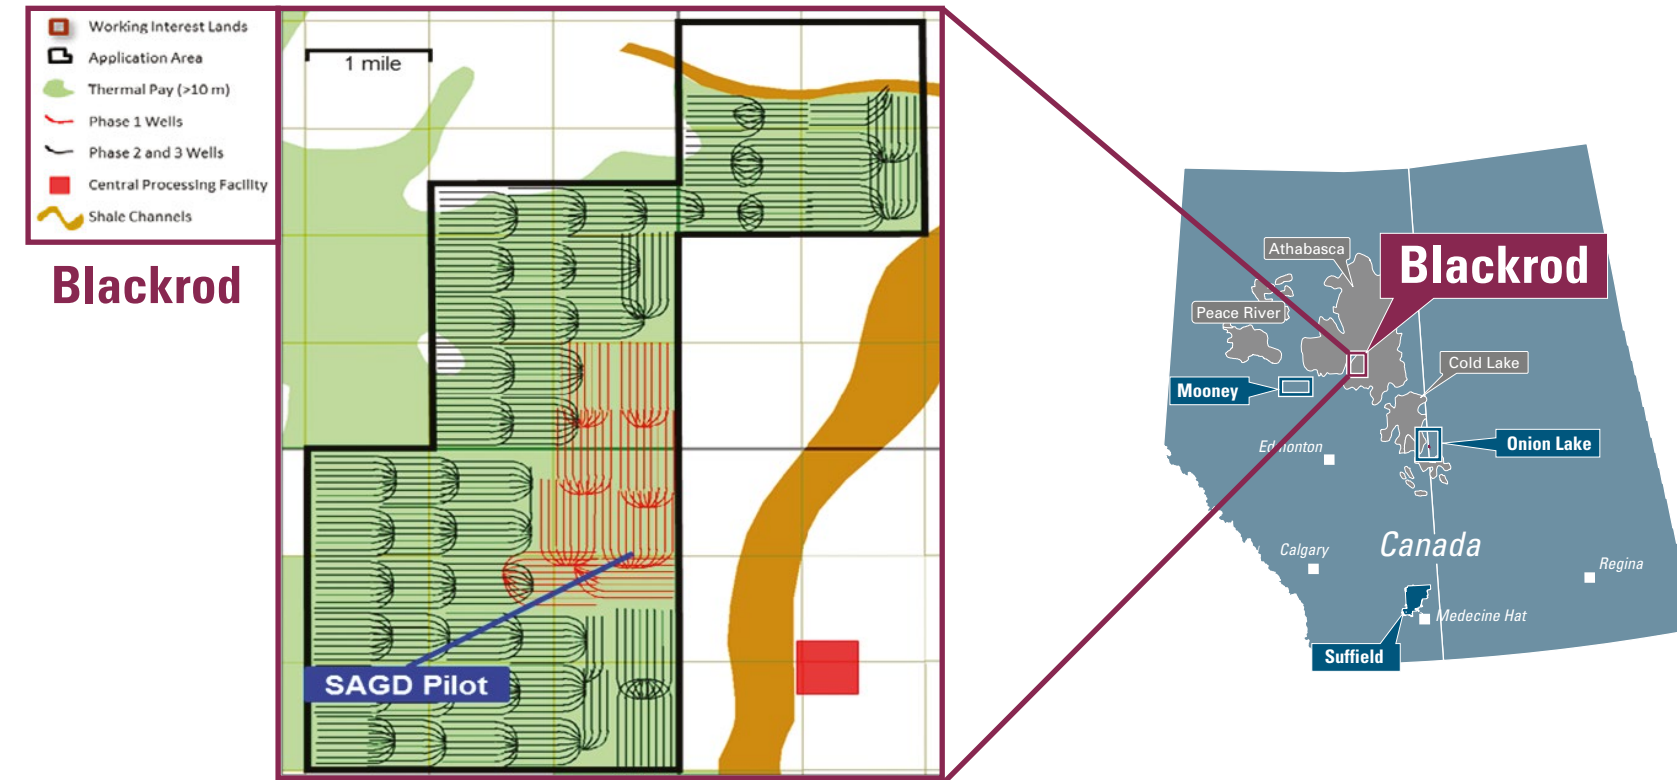 Working Interest Lands
Application Area
Thermal Pay (>10 m)
Phase 1 Wells
Phase 2 and 3 Wells
Central Processing Facility
Shale Channels
Blackrod
1 mile
SAGD Pilot
Athabasca
Blackrod
Peace River
Cold Lake
Mooney
Edmonton
Onion Lake
Canada
Calgary
Regina
Medecine Hat
Suffield